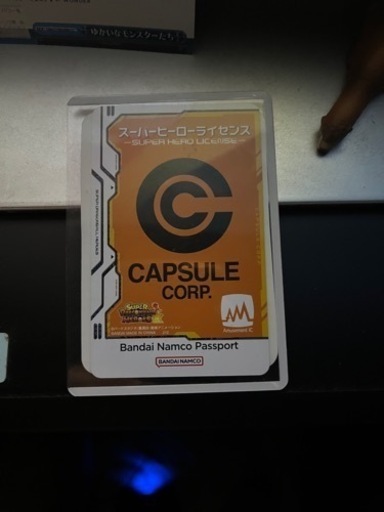 ゆかいなモンスターたち
スーパーヒーローライセンス
-SUPER HERO LICENSE-
CAPSULE
CORP.
SUPER
Amusement IC
Bandai Namco Passport
BANDAI NAMCO